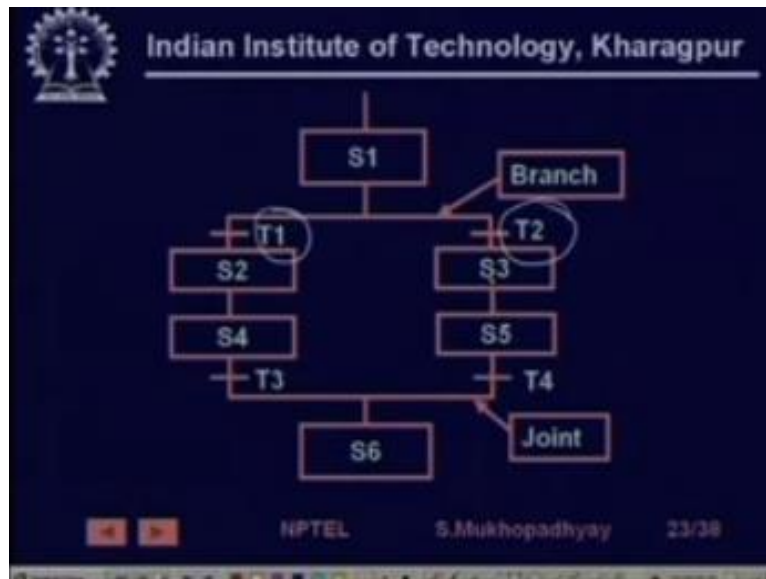 Indian Institute of Technology, Kharagpur
S1
Branch
T1
T2
S2
S3
S4
S5
T3
T4
S6
Joint
NPTEL S.Mukhopadhyay 23/38